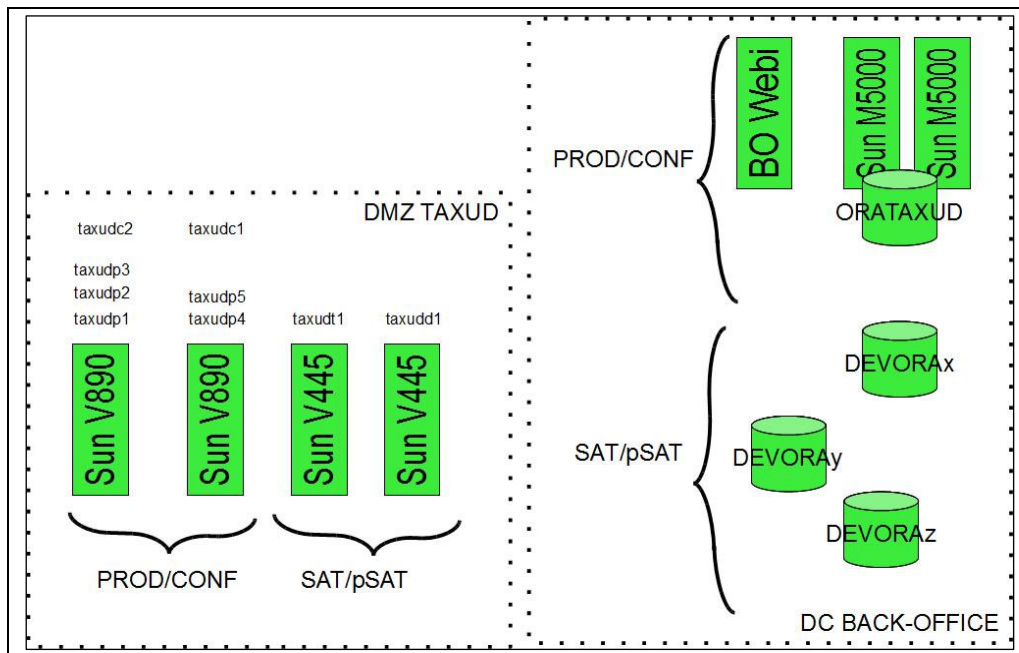 DMZ TAXUD
taxudc2
taxudc1
taxudp3
taxudp2
taxudp5
taxudp1
taxudp4
taxudt1
taxudd1
Sun V890
Sun V890
Sun V445
Sun V445
PROD/CONF
SAT/pSAT
BO Webi
Sun M5000
Sun M5000
PROD/CONF
ORATAXUD
DEVORAx
SAT/pSAT
DEVORAy
DEVORAz
DC BACK-OFFICE